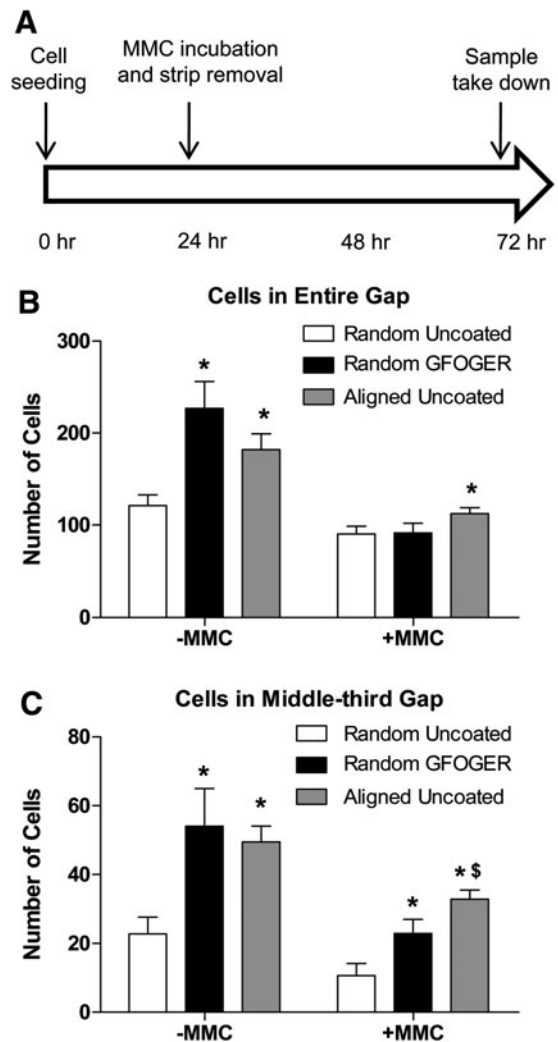 A
Cell
seeding
MMC incubation
and strip removal
Sample
take down
0 hr
24 hr
48 hr
72 hr
B
Cells in Entire Gap
Random Uncoated
Random GFOGER
Aligned Uncoated
Number of Cells
300
200
100
0
*
*
*
-MMC
+MMC
C
Cells in Middle-third Gap
Random Uncoated
Random GFOGER
Aligned Uncoated
Number of Cells
80
60
40
20
0
*
*
*
* $
-MMC
+MMC